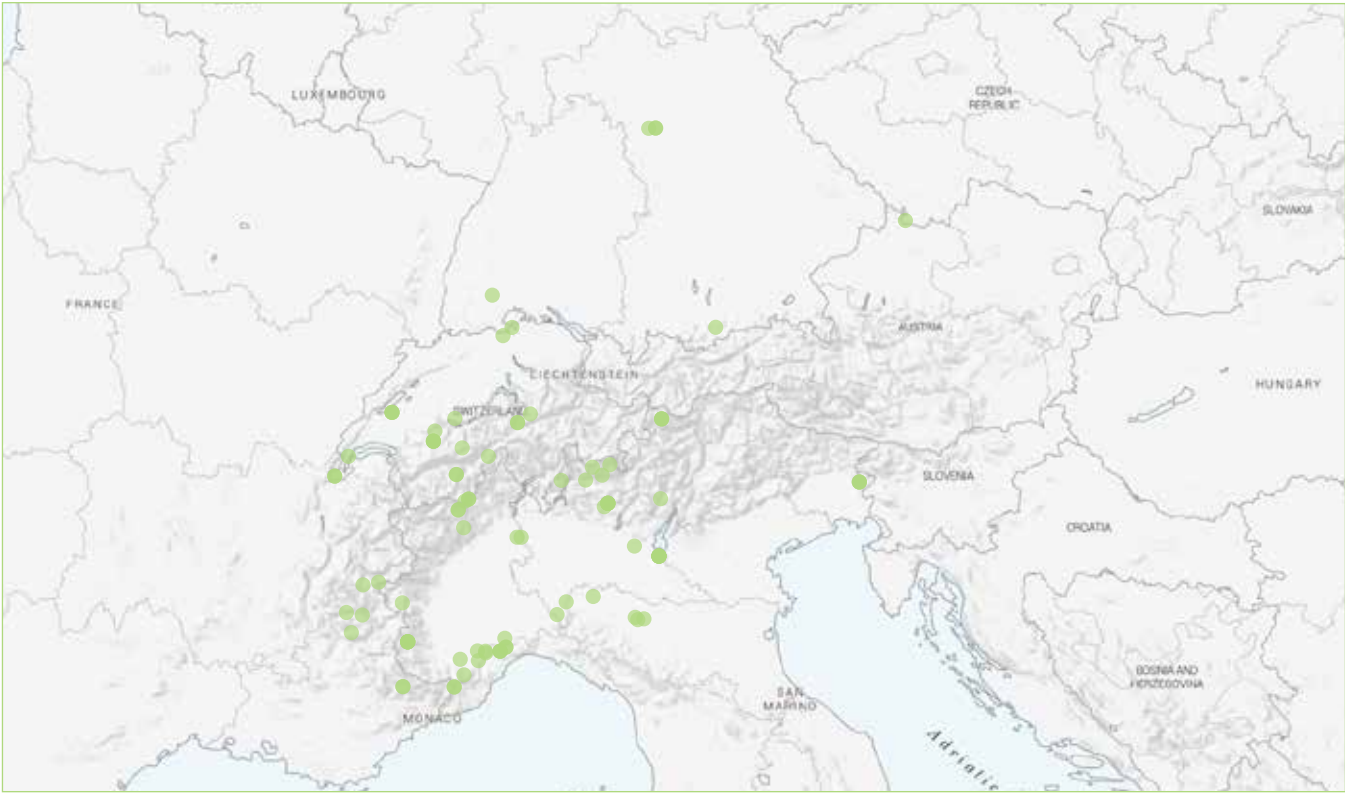 LUXEMBOURG
CZECH
REPUBLIC
SLOVAKIA
FRANCE
AUSTRIA
LIECHTENSTEIN
HUNGARY
SWITZERLAND
SLOVENIA
CROATIA
BOSNIA AND
HERZEGOVINA
SAN
MARINO
MONACO
Adriatic